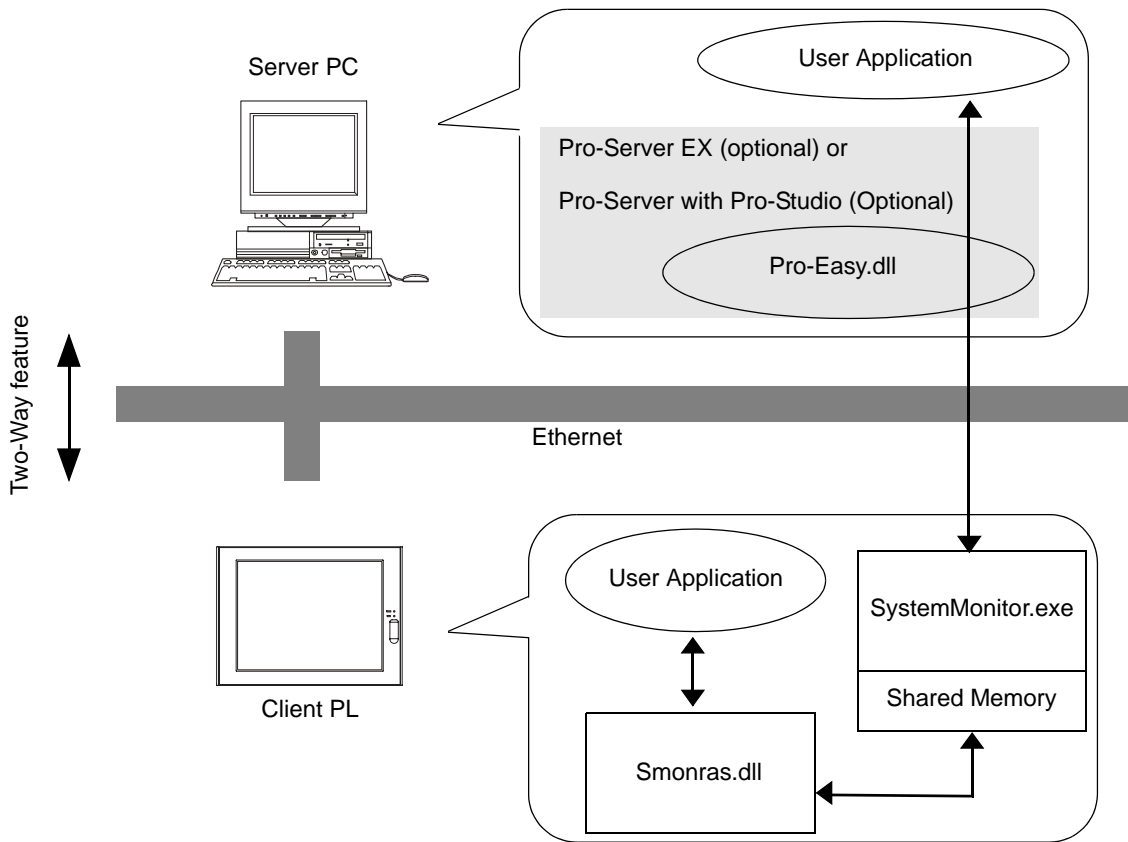 Server PC
User Application
Pro-Server EX (optional) or
Pro-Server with Pro-Studio (Optional)
Pro-Easy.dll
Two-Way feature
Ethernet
Client PL
User Application
SystemMonitor.exe
Shared Memory
Smonras.dll